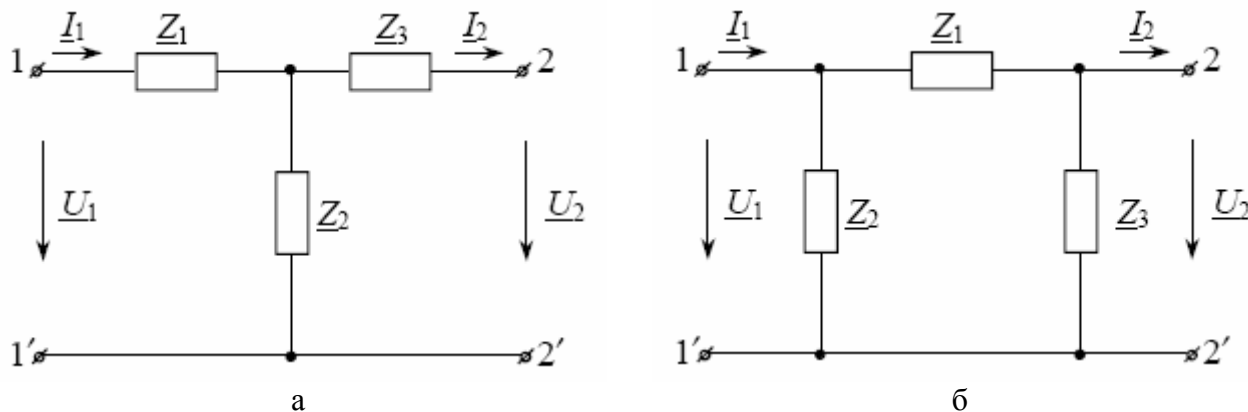 I1 Z1 Z3 I2
1 2
U1 Z2 U2
1′ 2′
а
I1 Z1 I2
1 2
U1 Z2 Z3 U2
1′ 2′
б